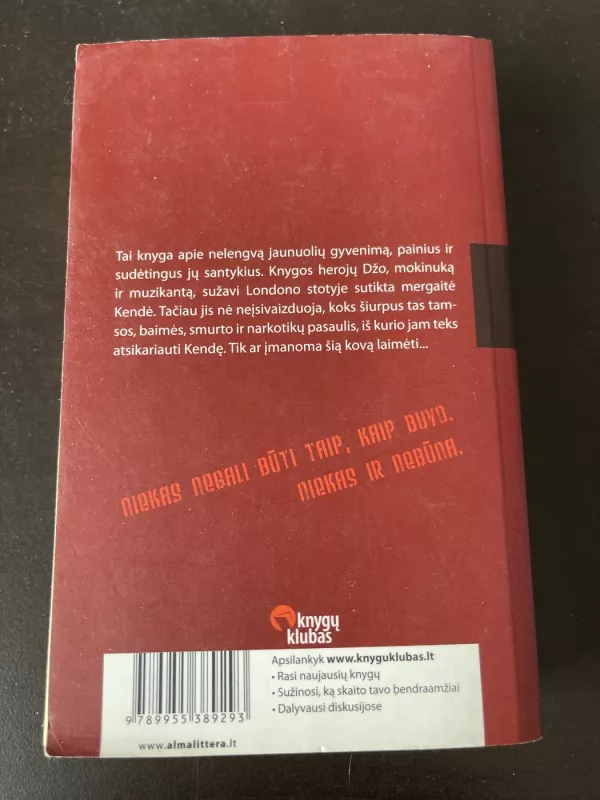 Tai knyga apie nelengvą jaunuolių gyvenimą, painius ir
sudėtingus jų santykius. Knygos herojų Džo, mokinuką
ir muzikantą, sužavi Londono stotyje sutikta mergaitė
Kendė. Tačiau jis nė neįsivaizduoja, koks šiurpus tas tam-
sos, baimės, smurto ir narkotikų pasaulis, iš kurio jam teks
atsikariauti Kendę. Tik ar įmanoma šią kovą laimėti...
NIEKAS NEGALI BŪTI TAIP, KAIP BUVO.
NIEKAS IR NEBŪNA.
knygų
klubas
Apsilankyk www.knyguklubas.lt
• Rasi naujausių knygų
• Sužinosi, ką skaito tavo bendraamžiai
• Dalyvausi diskusijose
9 789955 389293
www.almalittera.lt